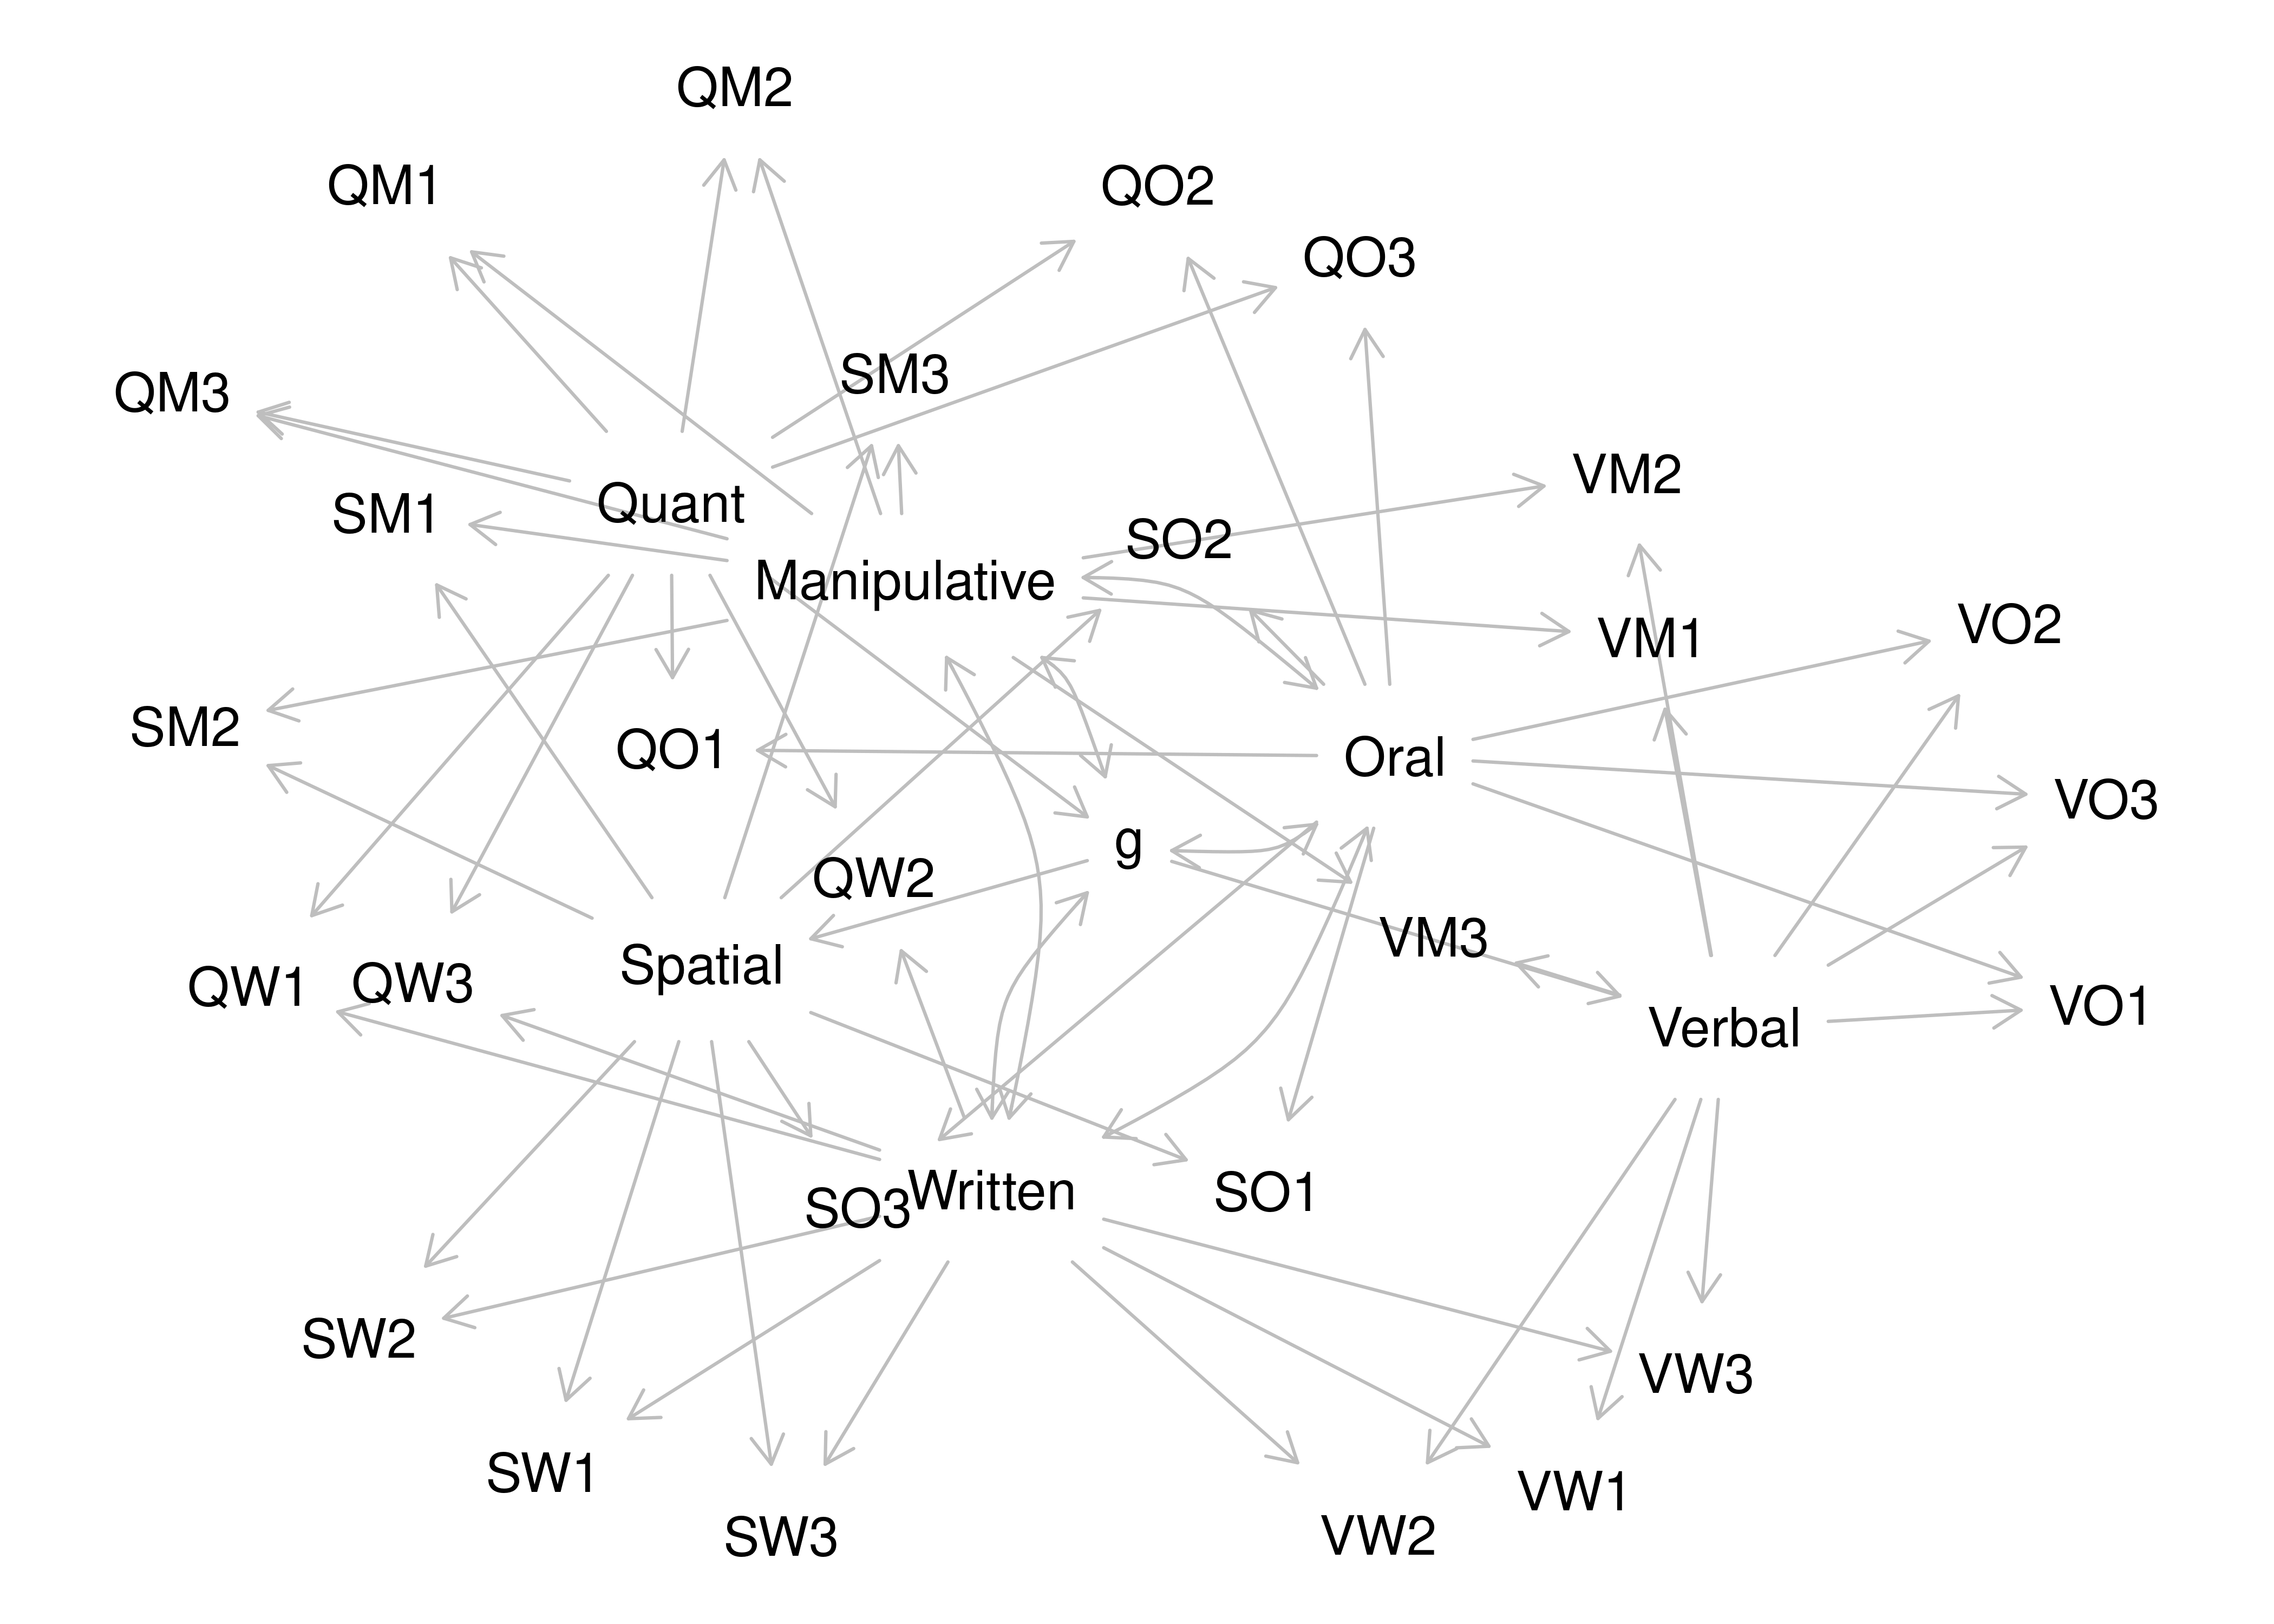 QM2
QM1
QO2
QO3
SM3
QM3
VM2
Quant
SM1
SO2
Manipulative
VO2
VM1
SM2
QO1
Oral
VO3
g
QW2
VM3
Spatial
QW1
QW3
VO1
Verbal
Written
SO1
SO3
SW2
VW3
SW1
VW1
SW3
VW2